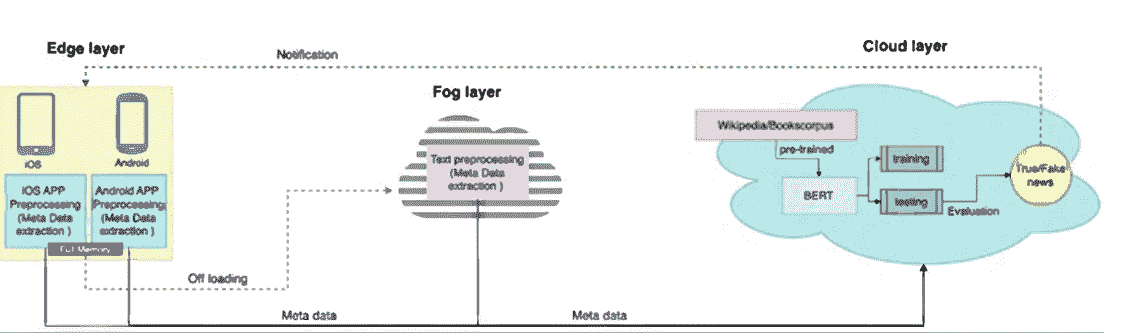 Edge layer
Notification
Cloud layer
Fog layer
Wikipedia/Bookscorpus
pre-trained
iOS
Android
Text preprocessing
(Meta Data
extraction )
training
True/Fake
news
IOS APP
Preprocessing
(Meta Data
extraction )
Android APP
Preprocessing
(Meta Data
extraction )
BERT
testing
Evaluation
Full Memory
Off loading
Meta data
Meta data